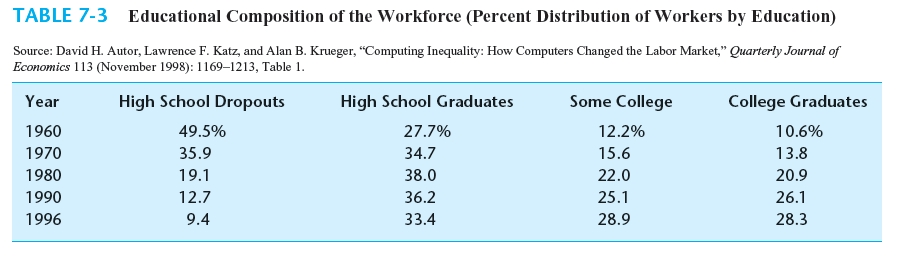 TABLE 7-3 Educational Composition of the Workforce (Percent Distribution of Workers by Education)
Source: David H. Autor, Lawrence F. Katz, and Alan B. Krueger, “Computing Inequality: How Computers Changed the Labor Market,” Quarterly Journal of
Economics 113 (November 1998): 1169–1213, Table 1.
Year High School Dropouts High School Graduates Some College College Graduates
1960 49.5% 27.7% 12.2% 10.6%
1970 35.9 34.7 15.6 13.8
1980 19.1 38.0 22.0 20.9
1990 12.7 36.2 25.1 26.1
1996 9.4 33.4 28.9 28.3